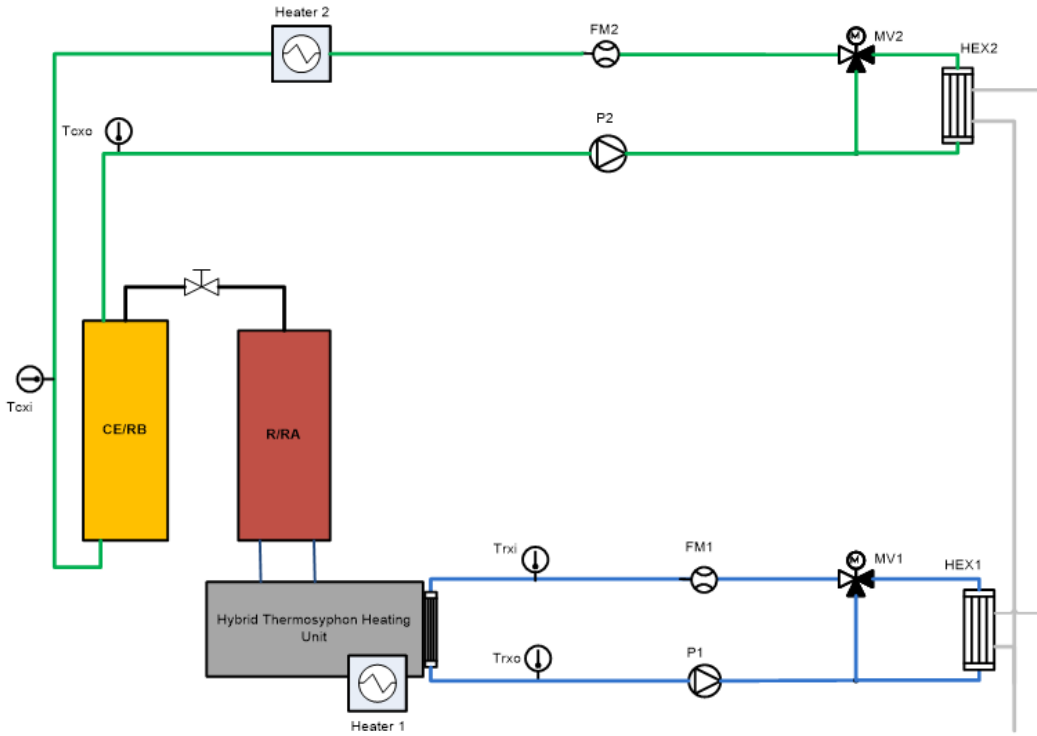 Heater 2
FM2
M
MV2
HEX2
Tcxo
P2
Tcxi
CE/RB
R/RA
Trxi
FM1
M
MV1
HEX1
Hybrid Thermosyphon Heating
Unit
Trxo
P1
Heater 1